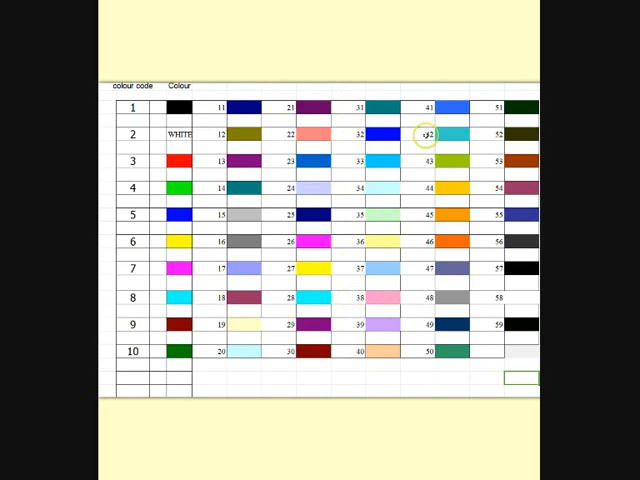 colour code Colour
1 11 21 31 41 51
2 WHITE 12 22 32 42 52
3 13 23 33 43 53
4 14 24 34 44 54
5 15 25 35 45 55
6 16 26 36 46 56
7 17 27 37 47 57
8 18 28 38 48 58
9 19 29 39 49 59
10 20 30 40 50